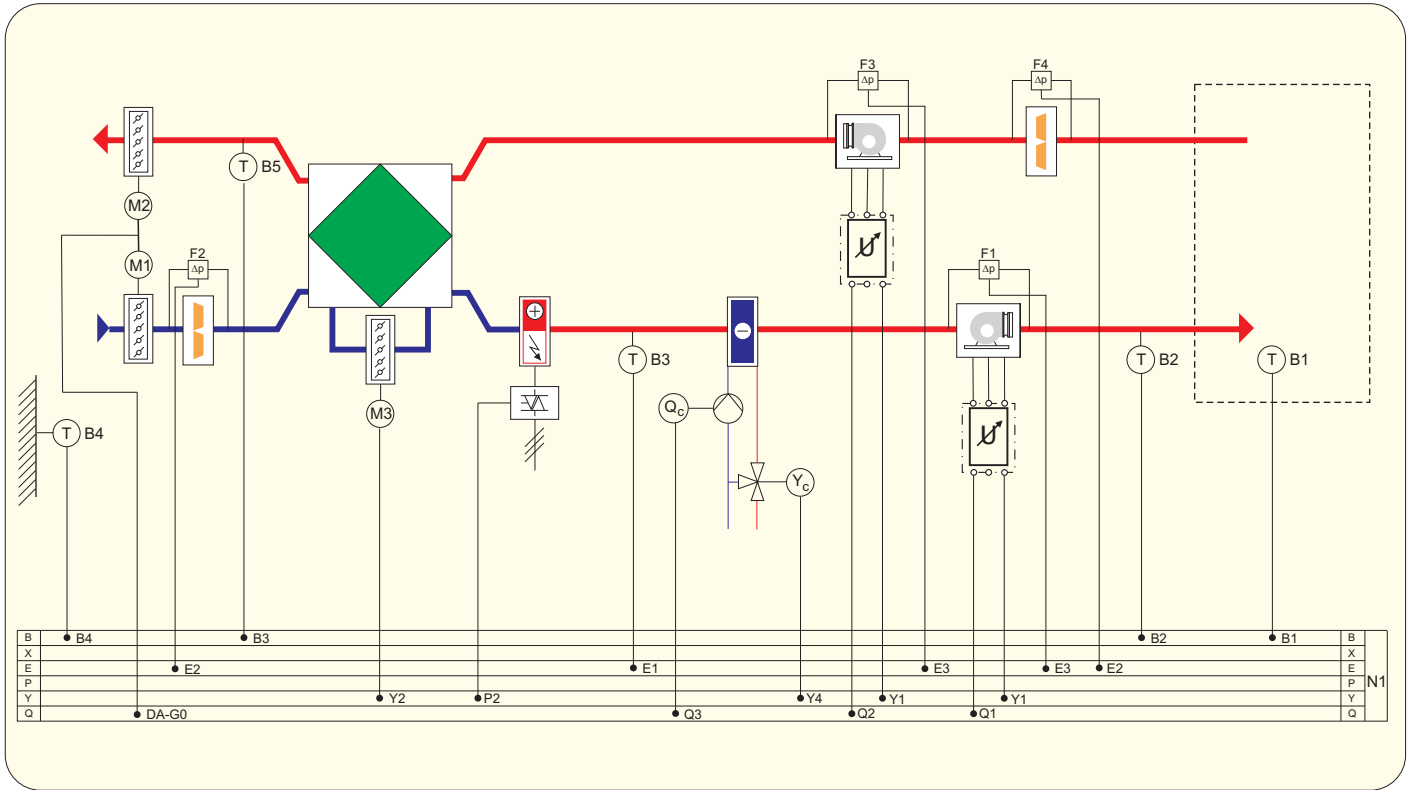 F3
F4
Δp
Δp
T B5
M2
F2
F1
M1
Δp
U
Δp
+
T B3
−
T B2
T B1
Qc
M3
T B4
U
Yc
B B4 B3 B2 B1 B
X X
E E2 E1 E3 E3 E2 E
N1
P P
Y Y2 P2 Y4 Y1 Y1 Y
Q DA-G0 Q3 Q2 Q1 Q